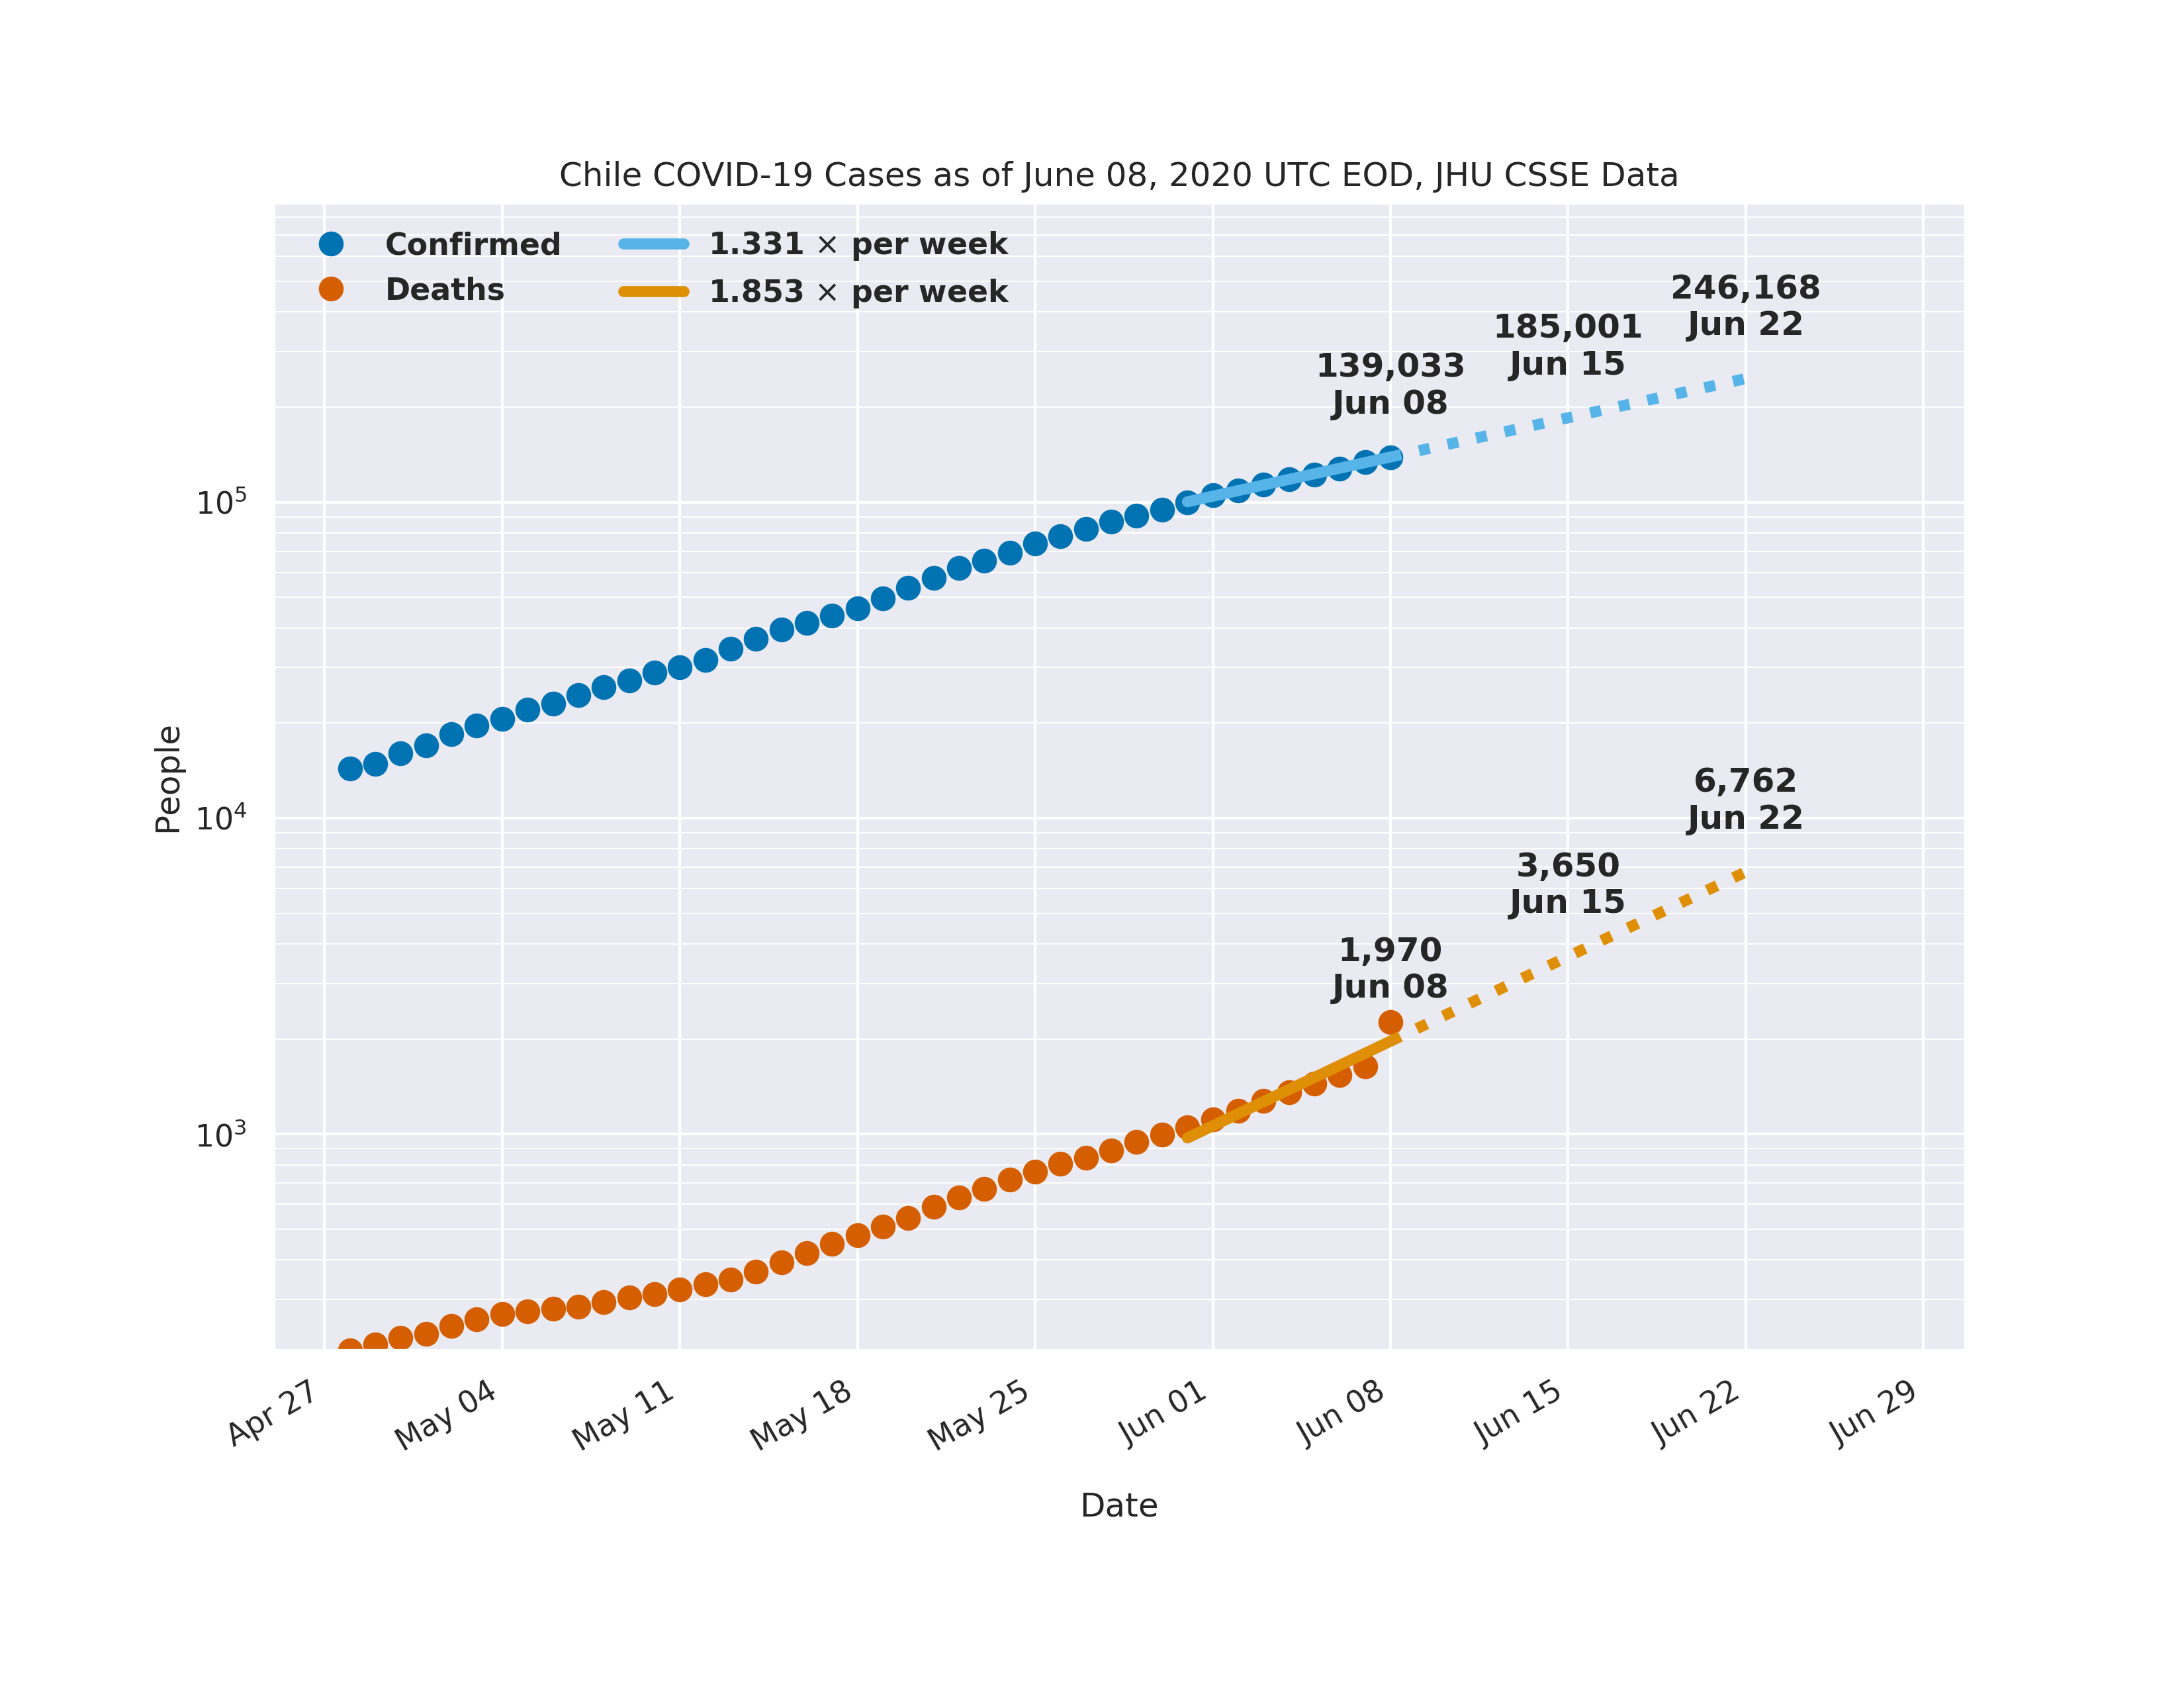 Chile COVID-19 Cases as of June 08, 2020 UTC EOD, JHU CSSE Data
Confirmed
Deaths
1.331 × per week
1.853 × per week
246,168
Jun 22
185,001
Jun 15
139,033
Jun 08
6,762
Jun 22
3,650
Jun 15
1,970
Jun 08
People
10⁵
10⁴
10³
Apr 27
May 04
May 11
May 18
May 25
Jun 01
Jun 08
Jun 15
Jun 22
Jun 29
Date